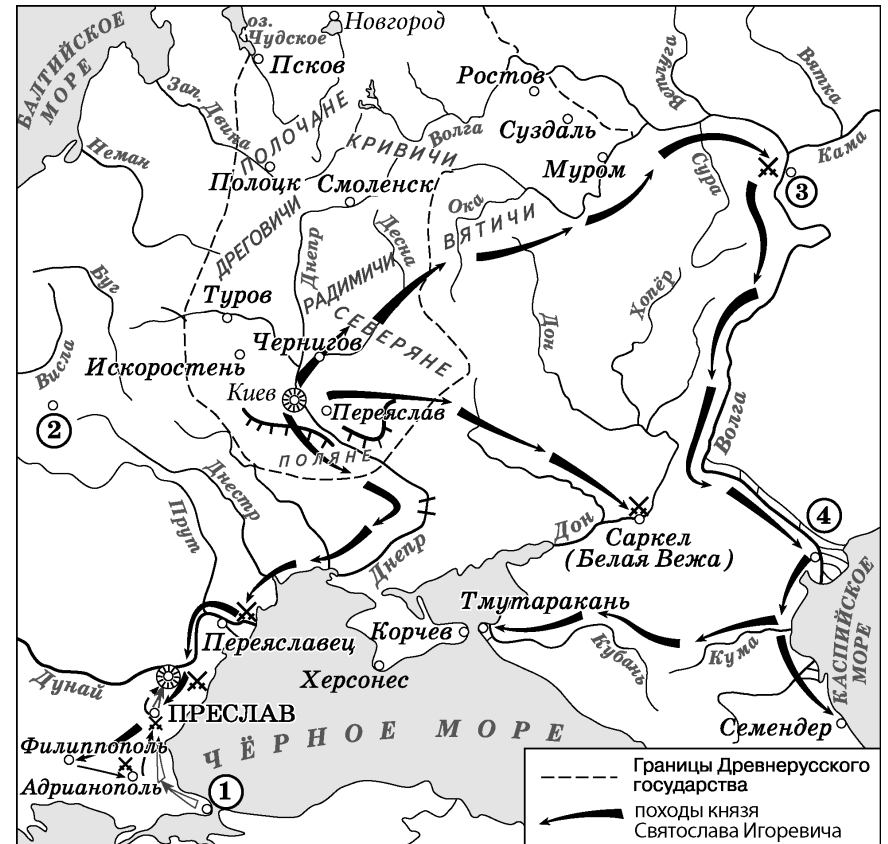 оз.
Чудское
Новгород
БАЛТИЙСКОЕ
МОРЕ
Псков
Ростов
Ветлуга
Вятка
Зап. Двина
ПОЛОЧАНЕ
Волга
Суздаль
КРИВИЧИ
Кама
Неман
Полоцк
Смоленск
Муром
Сура
3
Ока
ВЯТИЧИ
ДРЕГОВИЧИ
Днепр
Десна
РАДИМИЧИ
Буг
Туров
Хопёр
Дон
СЕВЕРЯНЕ
Чернигов
Висла
Искоростень
Киев
Переяслав
2
Волга
ПОЛЯНЕ
Днестр
Прут
4
Дон
Саркел
(Белая Вежа)
Днепр
КАСПИЙСКОЕ
МОРЕ
Тмутаракань
Переяславец
Корчев
Кубань
Кума
Дунай
Херсонес
ПРЕСЛАВ
Семендер
ЧЁРНОЕ МОРЕ
Филиппополь
Адрианополь
1
Границы Древнерусского
государства
походы князя
Святослава Игоревича